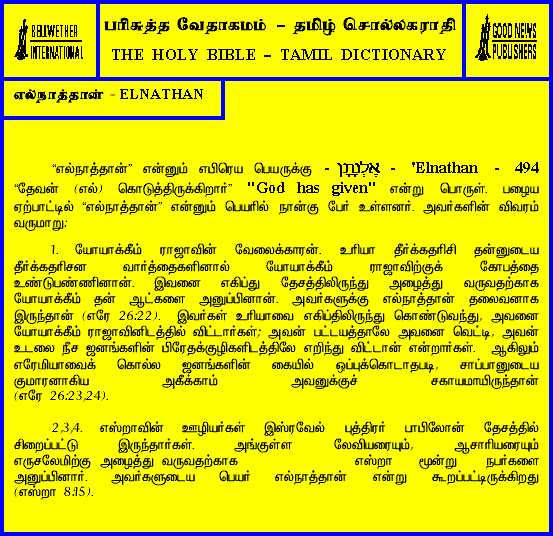 BELLWETHER
INTERNATIONAL
பரிசுத்த வேதாகமம் – தமிழ் சொல்லகராதி
THE HOLY BIBLE – TAMIL DICTIONARY
GOOD NEWS
PUBLISHERS
எல்நாத்தான் - ELNATHAN
“எல்நாத்தான்” என்னும் எபிரெய பெயருக்கு - אֶלְנָתָן - 'Elnathan - 494
“தேவன் (எல்) கொடுத்திருக்கிறார்” "God has given" என்று பொருள். பழைய
ஏற்பாட்டில் “எல்நாத்தான்” என்னும் பெயரில் நான்கு பேர் உள்ளனர். அவர்களின் விவரம்
வருமாறு:
1. யோயாக்கீம் ராஜாவின் வேலைக்காரன். உரியா தீர்க்கதரிசி தன்னுடைய
தீர்க்கதரிசன வார்த்தைகளினால் யோயாக்கீம் ராஜாவிற்குக் கோபத்தை
உண்டுபண்ணினான். இவனை எகிப்து தேசத்திலிருந்து அழைத்து வருவதற்காக
யோயாக்கீம் தன் ஆட்களை அனுப்பினான். அவர்களுக்கு எல்நாத்தான் தலைவனாக
இருந்தான் (எரே 26:22). இவர்கள் உரியாவை எகிப்திலிருந்து கொண்டுவந்து, அவனை
யோயாக்கீம் ராஜாவினிடத்தில் விட்டார்கள்; அவன் பட்டயத்தாலே அவனை வெட்டி, அவன்
உடலை நீச ஜனங்களின் பிரேதக்குழிகளிடத்திலே எறிந்து விட்டான் என்றார்கள். ஆகிலும்
எரேமியாவைக் கொல்ல ஜனங்களின் கையில் ஒப்புக்கொடாதபடி, சாப்பானுடைய
குமாரனாகிய அகீக்காம் அவனுக்குச் சகாயமாயிருந்தான்
(எரே 26:23,24).
2,3,4. எஸ்றாவின் ஊழியர்கள் இஸ்ரவேல் புத்திரர் பாபிலோன் தேசத்தில்
சிறைப்பட்டு இருந்தார்கள். அங்குள்ள லேவியரையும், ஆசாரியரையும்
எருசலேமிற்கு அழைத்து வருவதற்காக எஸ்றா மூன்று நபர்களை
அனுப்பினார். அவர்களுடைய பெயர் எல்நாத்தான் என்று கூறப்பட்டிருக்கிறது
(எஸ்றா 8:15).